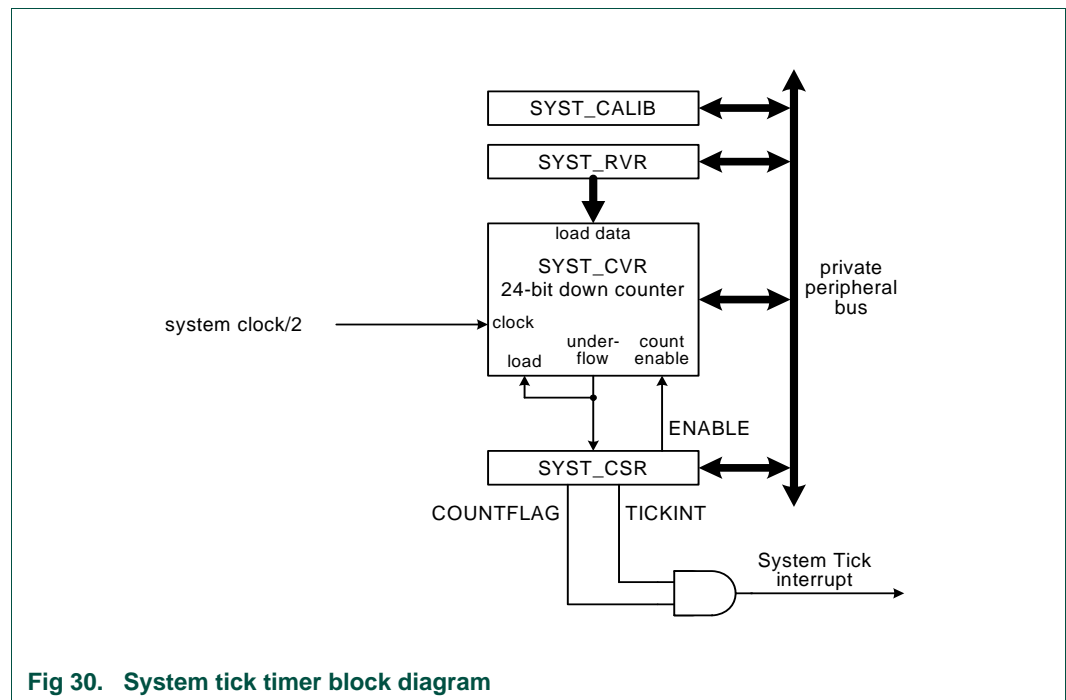 SYST_CALIB
SYST_RVR
load data
SYST_CVR
24-bit down counter
private
peripheral
bus
system clock/2
clock
load
under-
flow
count
enable
ENABLE
SYST_CSR
COUNTFLAG
TICKINT
System Tick
interrupt
Fig 30. System tick timer block diagram